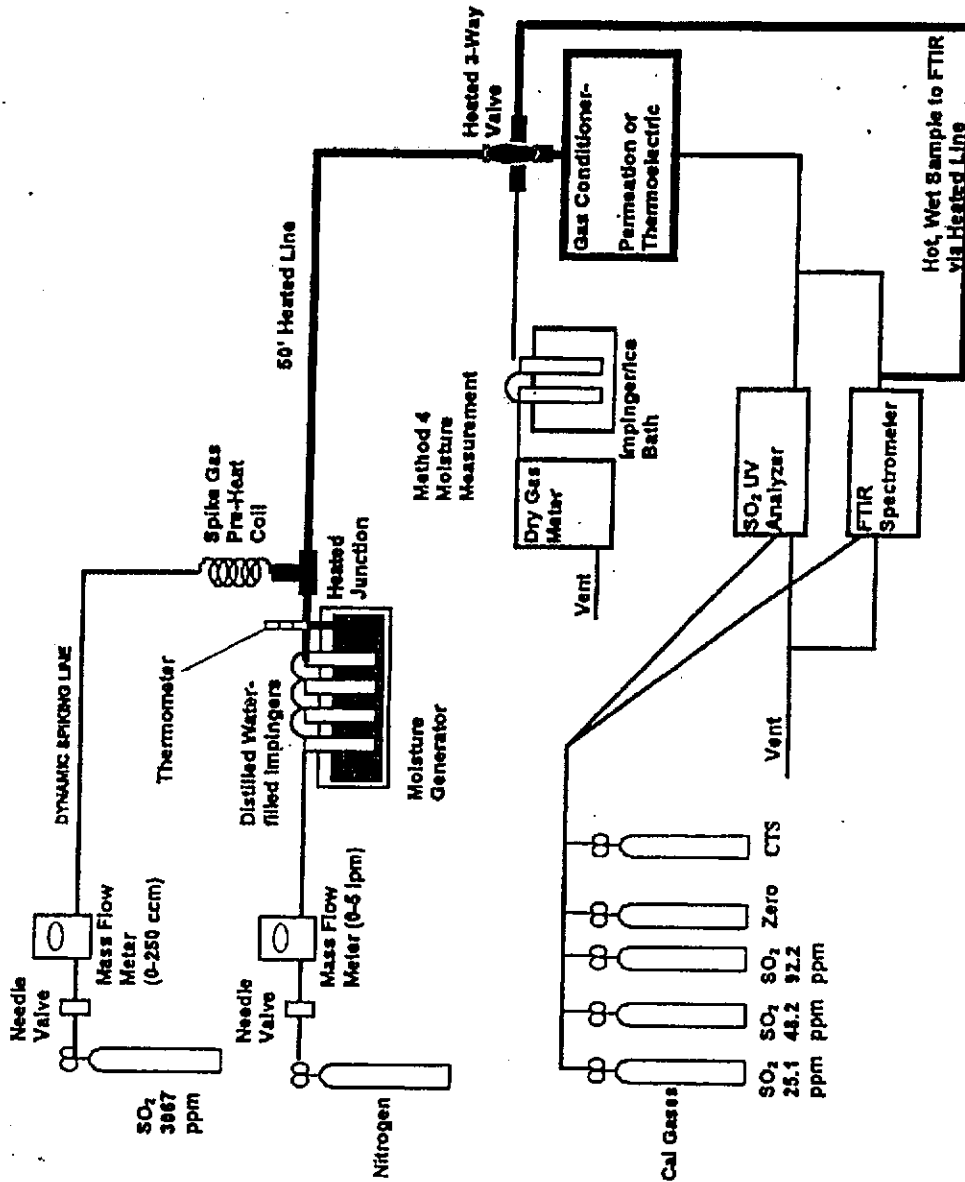 Needle
Valve
SO₂
3867
ppm
Mass Flow
Meter
(0-250 ccm)
DYNAMIC SPIKING LINE
Spike Gas
Pre-Heat
Coil
Thermometer
Needle
Valve
Nitrogen
Mass Flow
Meter (0-5 lpm)
Distilled Water-
filled Impingers
Heated
Junction
Moisture
Generator
50' Heated Line
Heated 3-Way
Valve
Method 4
Moisture
Measurement
Vent
Dry Gas
Meter
Impinger/Ice
Bath
Gas Conditioner-
Permeation or
Thermoelectric
Cal Gases
SO₂
25.1
ppm
SO₂
48.2
ppm
SO₂
92.2
ppm
Zero
CTS
Vent
SO₂ UV
Analyzer
FTIR
Spectrometer
Hot, Wet Sample to FTIR
via Heated Line